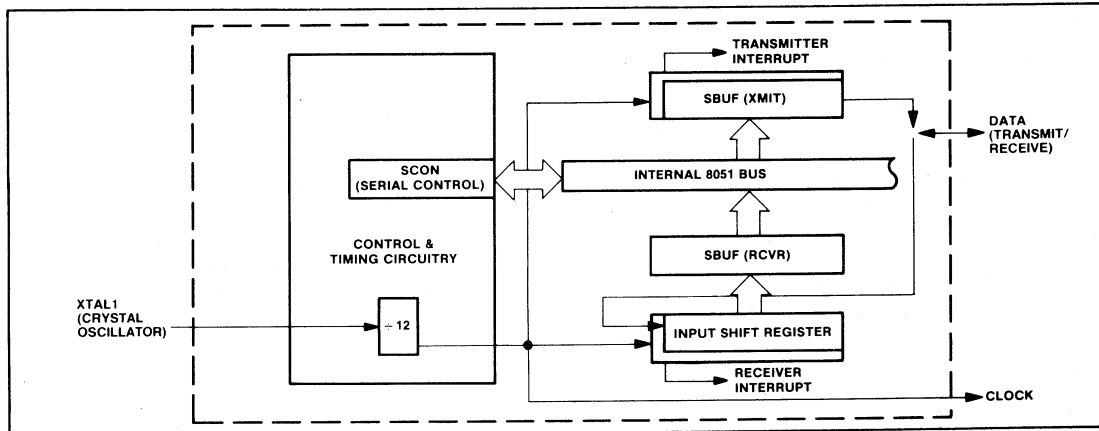 TRANSMITTER
INTERRUPT
SBUF (XMIT)
DATA
(TRANSMIT/
RECEIVE)
SCON
(SERIAL CONTROL)
INTERNAL 8051 BUS
CONTROL &
TIMING CIRCUITRY
SBUF (RCVR)
XTAL1
(CRYSTAL
OSCILLATOR)
÷ 12
INPUT SHIFT REGISTER
RECEIVER
INTERRUPT
CLOCK